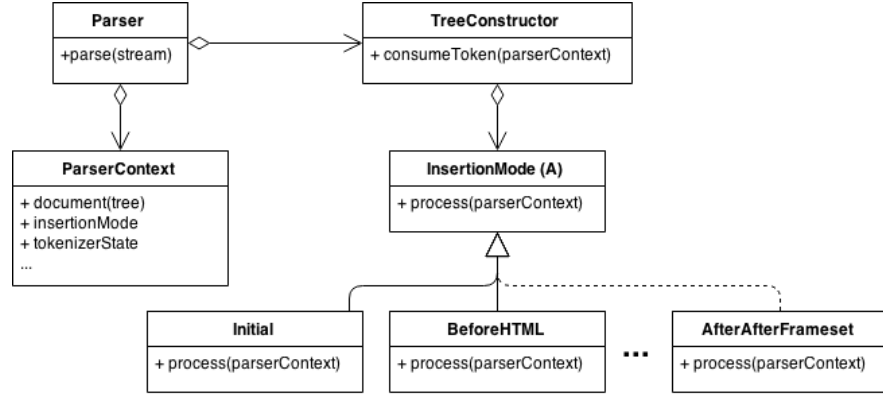 Parser
+parse(stream)
TreeConstructor
+ consumeToken(parserContext)
ParserContext
+ document(tree)
+ insertionMode
+ tokenizerState
...
InsertionMode (A)
+ process(parserContext)
Initial
+ process(parserContext)
BeforeHTML
+ process(parserContext)
...
AfterAfterFrameset
+ process(parserContext)